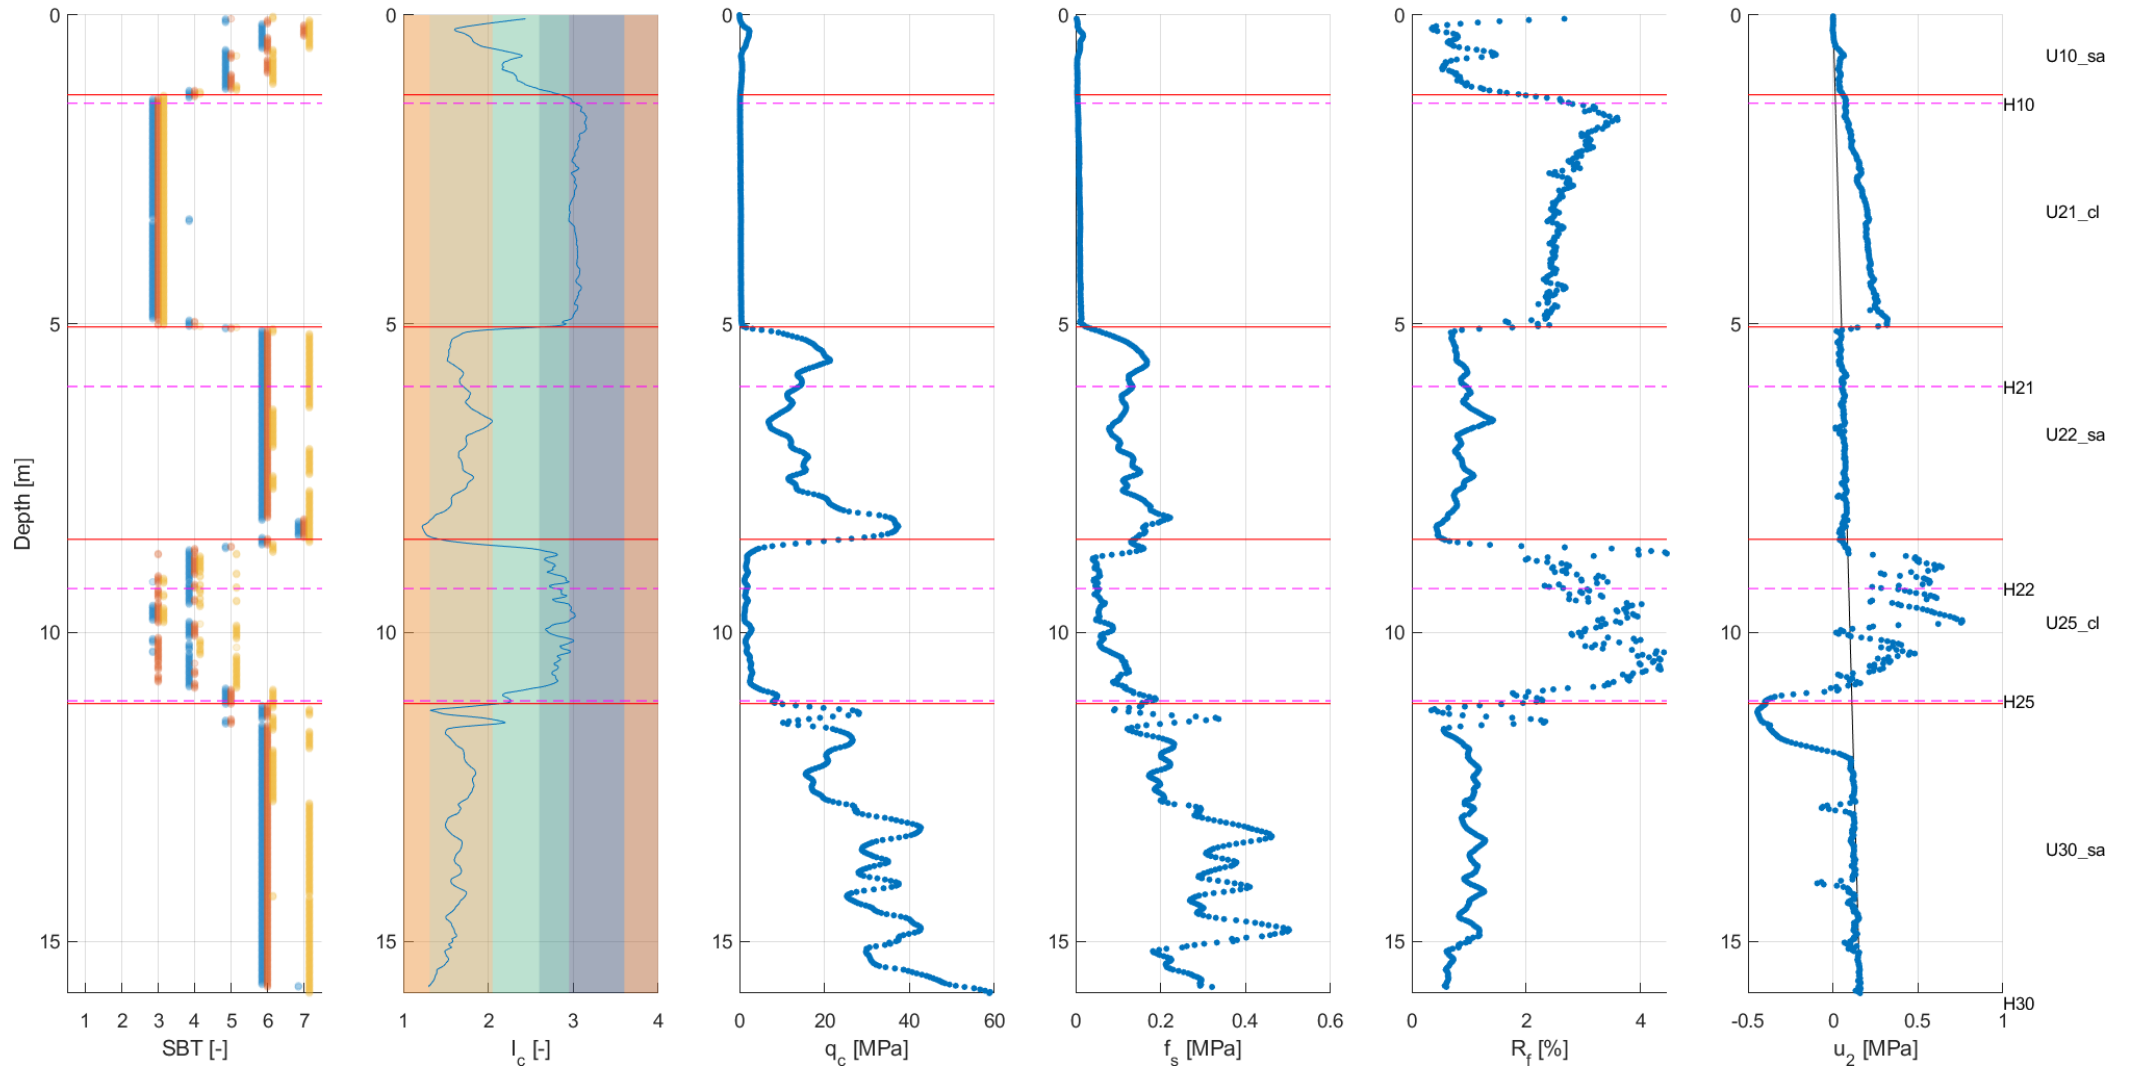 0 0 0 0 0 0
U10_sa
H10
U21_cl
5 5 5 5 5 5
H21
U22_sa
Depth [m]
H22
10 10 10 10 10 10
U25_cl
H25
U30_sa
15 15 15 15 15 15
H30
1 2 3 4 5 6 7 1 2 3 4 0 20 40 60 0 0.2 0.4 0.6 0 2 4 -0.5 0 0.5 1
SBT [-] I_c [-] q_c [MPa] f_s [MPa] R_f [%] u_2 [MPa]